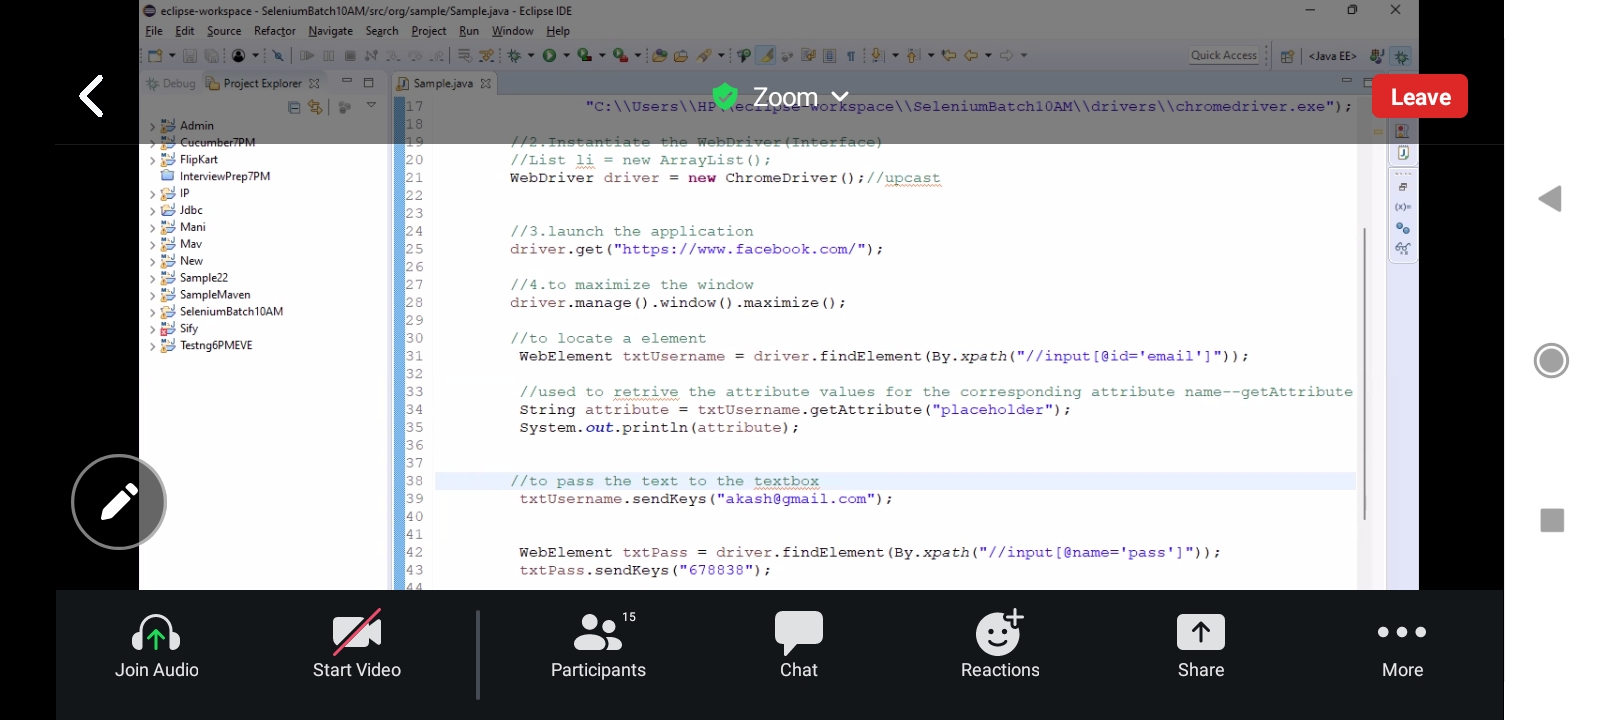 eclipse-workspace - SeleniumBatch10AM/src/org/sample/Sample.java - Eclipse IDE
File Edit Source Refactor Navigate Search Project Run Window Help
Quick Access
<Java EE>
Debug Project Explorer
Sample.java
Zoom
Leave
Admin
Cucumber7PM
FlipKart
InterviewPrep7PM
IP
Jdbc
Mani
Mav
New
Sample22
SampleMaven
SeleniumBatch10AM
Sify
Testng6PMEVE
17 "C:\\Users\\HP\\eclipse-workspace\\SeleniumBatch10AM\\drivers\\chromedriver.exe");
18
19 //2.Instantiate the WebDriver(Interface)
20 //List li = new ArrayList();
21 WebDriver driver = new ChromeDriver();//upcast
22
23
24 //3.launch the application
25 driver.get("https://www.facebook.com/");
26
27 //4.to maximize the window
28 driver.manage().window().maximize();
29
30 //to locate a element
31 WebElement txtUsername = driver.findElement(By.xpath("//input[@id='email']"));
32
33 //used to retrive the attribute values for the corresponding attribute name--getAttribute
34 String attribute = txtUsername.getAttribute("placeholder");
35 System.out.println(attribute);
36
37
38 //to pass the text to the textbox
39 txtUsername.sendKeys("akash@gmail.com");
40
41
42 WebElement txtPass = driver.findElement(By.xpath("//input[@name='pass']"));
43 txtPass.sendKeys("678838");
44
(x)=
Join Audio
Start Video
15
Participants
Chat
Reactions
Share
More